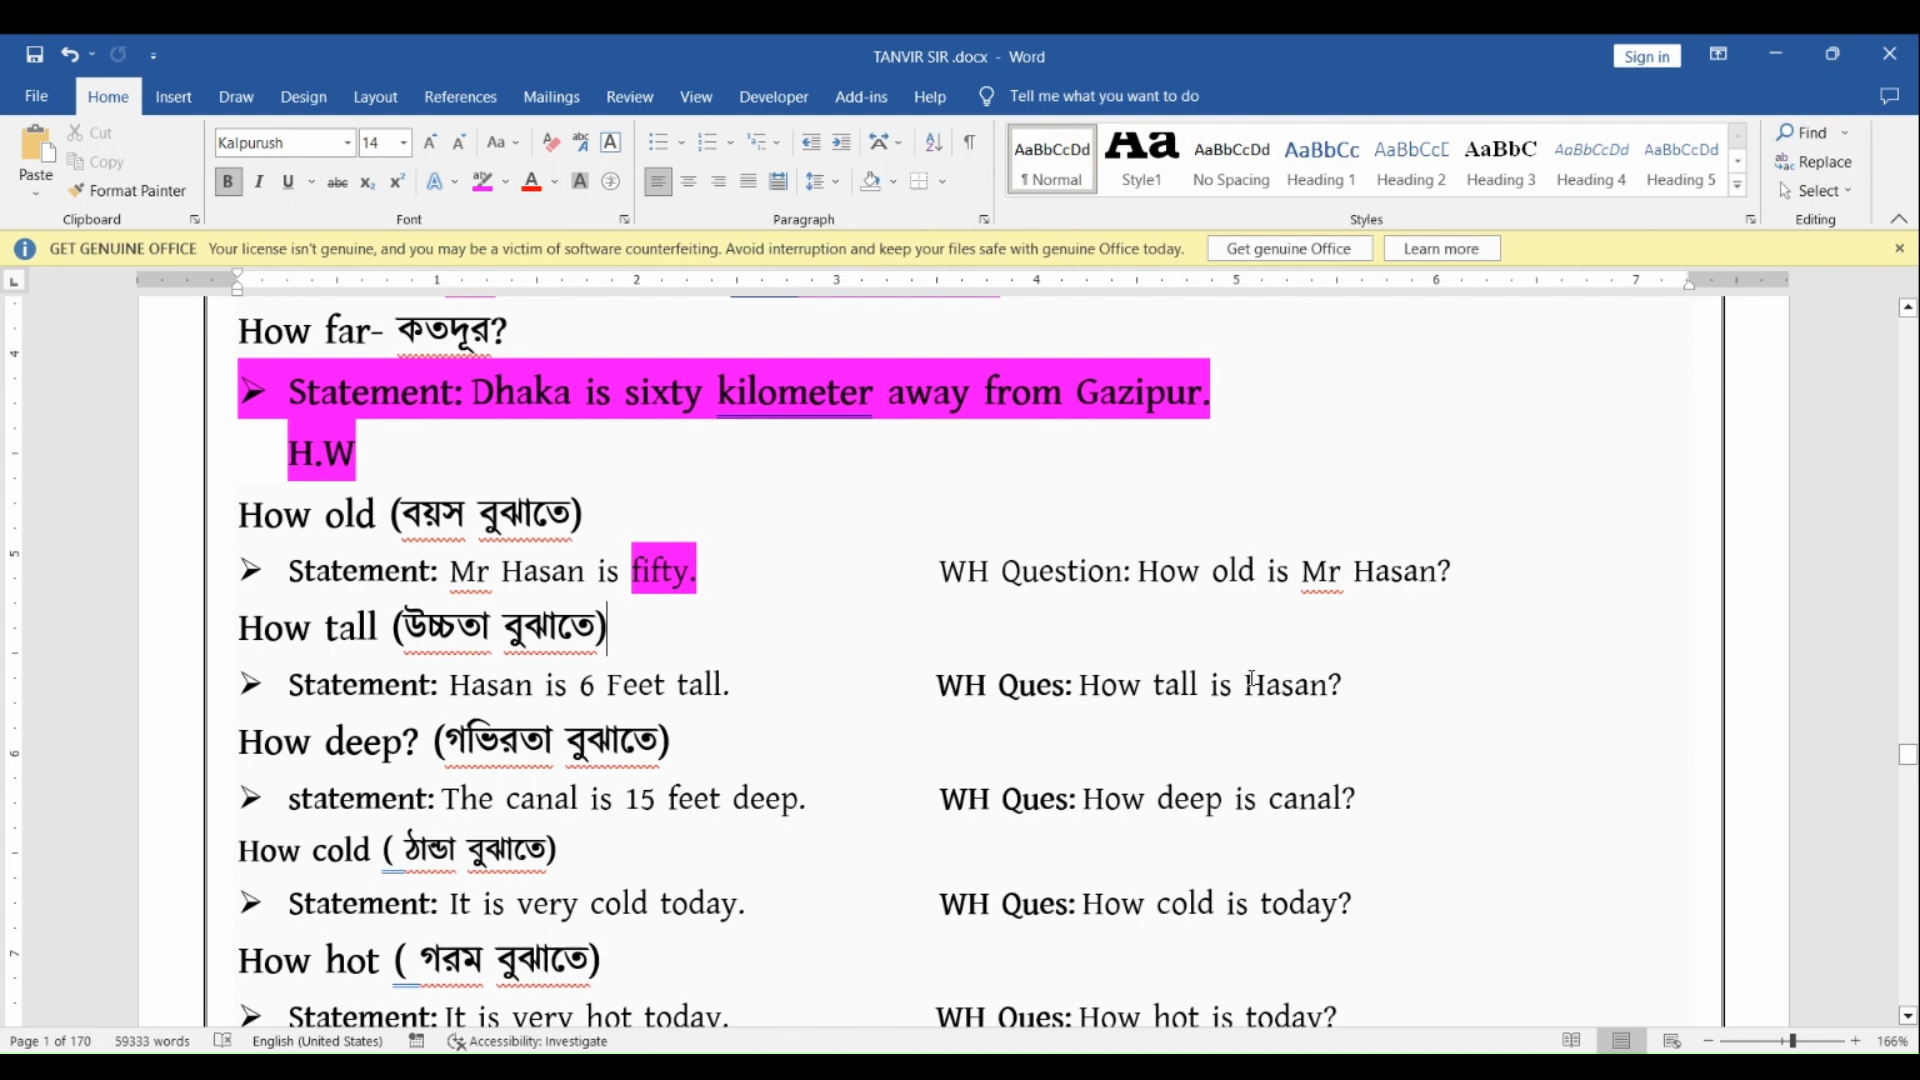 TANVIR SIR .docx - Word
Sign in
File Home Insert Draw Design Layout References Mailings Review View Developer Add-ins Help Tell me what you want to do
Paste
Cut
Copy
Format Painter
Clipboard
Kalpurush 14
Font
Paragraph
AaBbCcDd Aa AaBbCcDd AaBbCc AaBbCcD AaBbC AaBbCcDd AaBbCcDd
¶ Normal Style1 No Spacing Heading 1 Heading 2 Heading 3 Heading 4 Heading 5
Styles
Find
Replace
Select
Editing
GET GENUINE OFFICE Your license isn't genuine, and you may be a victim of software counterfeiting. Avoid interruption and keep your files safe with genuine Office today. Get genuine Office Learn more
1 2 3 4 5 6 7
How far- কতদূর?
➢ Statement: Dhaka is sixty kilometer away from Gazipur.
H.W
How old (বয়স বুঝাতে)
➢ Statement: Mr Hasan is fifty. WH Question: How old is Mr Hasan?
How tall (উচ্চতা বুঝাতে)
➢ Statement: Hasan is 6 Feet tall. WH Ques: How tall is Hasan?
How deep? (গভিরতা বুঝাতে)
➢ statement: The canal is 15 feet deep. WH Ques: How deep is canal?
How cold ( ঠান্ডা বুঝাতে)
➢ Statement: It is very cold today. WH Ques: How cold is today?
How hot ( গরম বুঝাতে)
➢ Statement: It is very hot today. WH Ques: How hot is today?
Page 1 of 170 59333 words English (United States) Accessibility: Investigate 166%